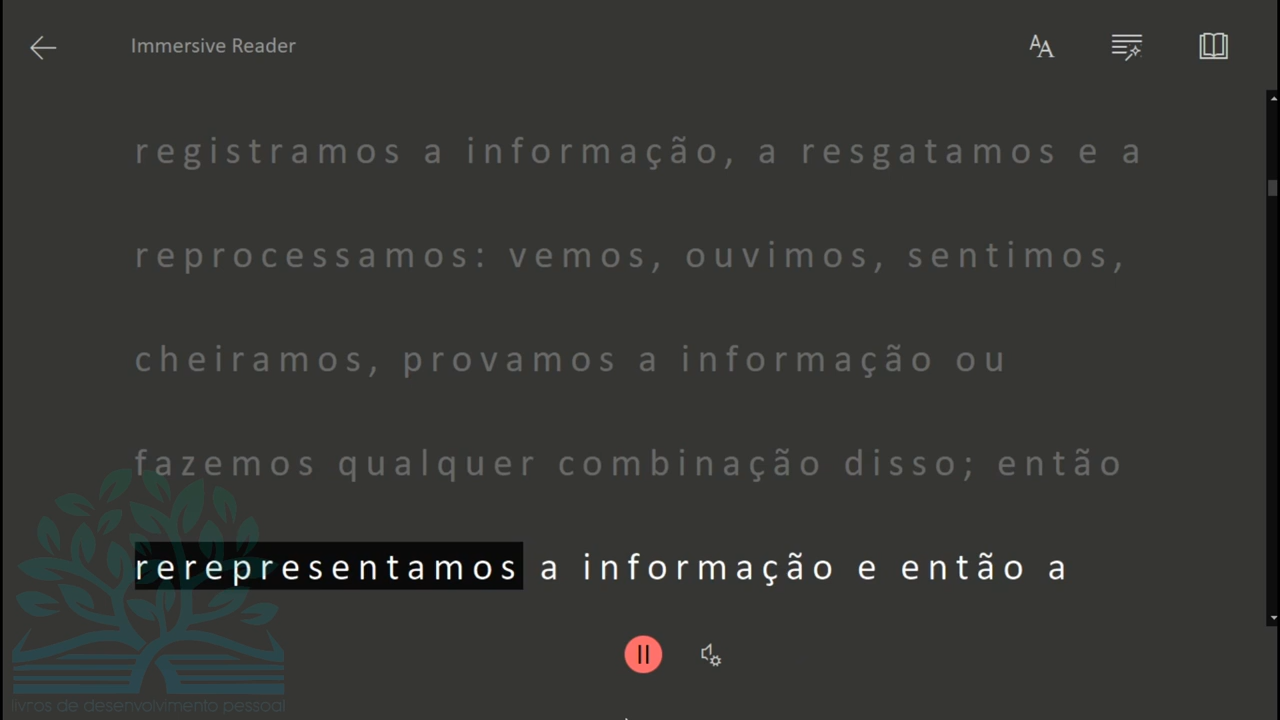 Immersive Reader
registramos a informação, a resgatamos e a
reprocessamos: vemos, ouvimos, sentimos,
cheiramos, provamos a informação ou
fazemos qualquer combinação disso; então
rerepresentamos a informação e então a
livros de desenvolvimento pessoal